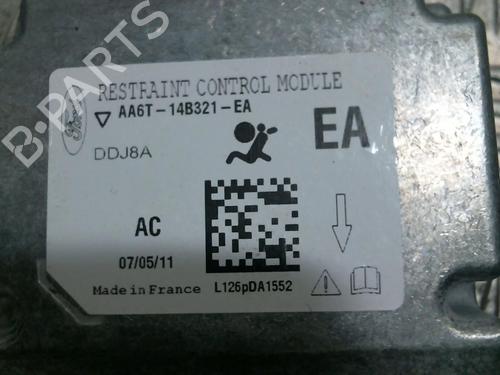 RESTRAINT CONTROL MODULE
AA6T-14B321-EA
DDJ8A
EA
AC
07/05/11
Made in France
L126pDA1552
B-PARTS